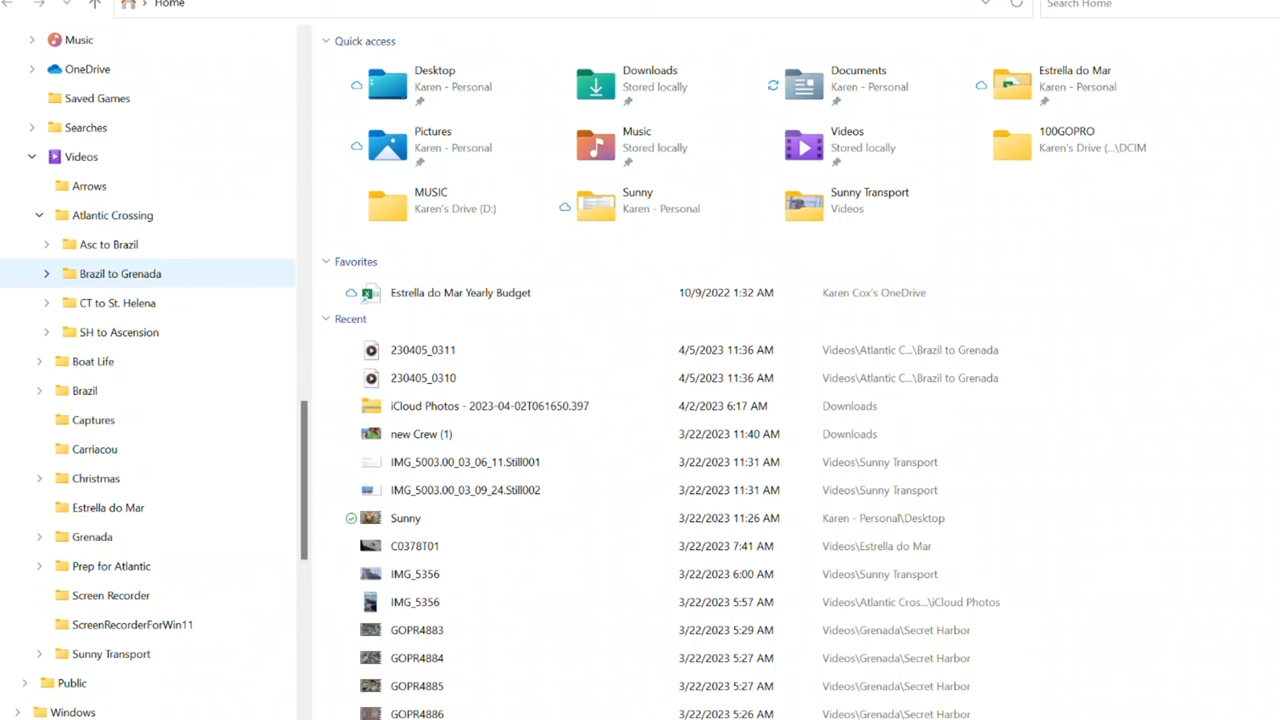 Home
Search Home
Music
OneDrive
Saved Games
Searches
Videos
Arrows
Atlantic Crossing
Asc to Brazil
Brazil to Grenada
CT to St. Helena
SH to Ascension
Boat Life
Brazil
Captures
Carriacou
Christmas
Estrella do Mar
Grenada
Prep for Atlantic
Screen Recorder
ScreenRecorderForWin11
Sunny Transport
Public
Windows
Quick access
Desktop
Karen - Personal
Downloads
Stored locally
Documents
Karen - Personal
Estrella do Mar
Karen - Personal
Pictures
Karen - Personal
Music
Stored locally
Videos
Stored locally
100GOPRO
Karen's Drive (...\DCIM
MUSIC
Karen's Drive (D:)
Sunny
Karen - Personal
Sunny Transport
Videos
Favorites
Estrella do Mar Yearly Budget 10/9/2022 1:32 AM Karen Cox's OneDrive
Recent
230405_0311 4/5/2023 11:36 AM Videos\Atlantic C...\Brazil to Grenada
230405_0310 4/5/2023 11:36 AM Videos\Atlantic C...\Brazil to Grenada
iCloud Photos - 2023-04-02T061650.397 4/2/2023 6:17 AM Downloads
new Crew (1) 3/22/2023 11:40 AM Downloads
IMG_5003.00_03_06_11.Still001 3/22/2023 11:31 AM Videos\Sunny Transport
IMG_5003.00_03_09_24.Still002 3/22/2023 11:31 AM Videos\Sunny Transport
Sunny 3/22/2023 11:26 AM Karen - Personal\Desktop
C0378T01 3/22/2023 7:41 AM Videos\Estrella do Mar
IMG_5356 3/22/2023 6:00 AM Videos\Sunny Transport
IMG_5356 3/22/2023 5:57 AM Videos\Atlantic Cros...\iCloud Photos
GOPR4883 3/22/2023 5:29 AM Videos\Grenada\Secret Harbor
GOPR4884 3/22/2023 5:27 AM Videos\Grenada\Secret Harbor
GOPR4885 3/22/2023 5:27 AM Videos\Grenada\Secret Harbor
GOPR4886 3/22/2023 5:26 AM Videos\Grenada\Secret Harbor